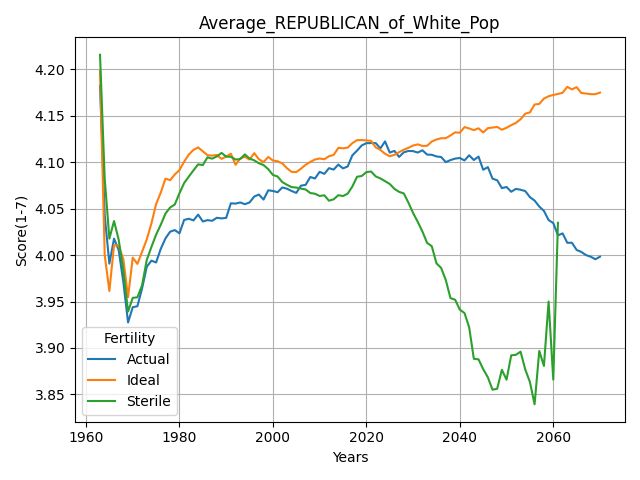 Average_REPUBLICAN_of_White_Pop
Score(1-7)
4.20
4.15
4.10
4.05
4.00
3.95
3.90
3.85
Fertility
Actual
Ideal
Sterile
1960 1980 2000 2020 2040 2060
Years